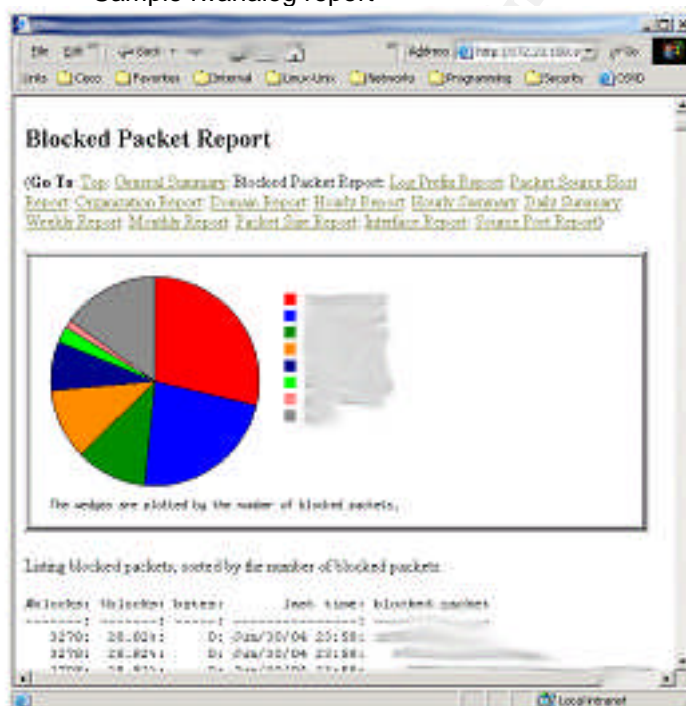 Sample fwanalog report
File Edit Back Address Go
Links Cisco Favorites Internal Linux-Unix Networks Programming Security OSRD
Blocked Packet Report
(Go To Top: General Summary: Blocked Packet Report: Log Prefix Report: Packet Source Host
Report: Organization Report: Domain Report: Hourly Report: Hourly Summary: Daily Summary:
Weekly Report: Monthly Report: Packet Size Report: Interface Report: Source Port Report)
The wedges are plotted by the number of blocked packets.
Listing blocked packets, sorted by the number of blocked packets.
#blocks: %blocks: bytes: last time: blocked packet
3270: 28.82%: 0: Jun/30/04 23:58:
3270: 28.82%: 0: Jun/30/04 23:58:
Local intranet